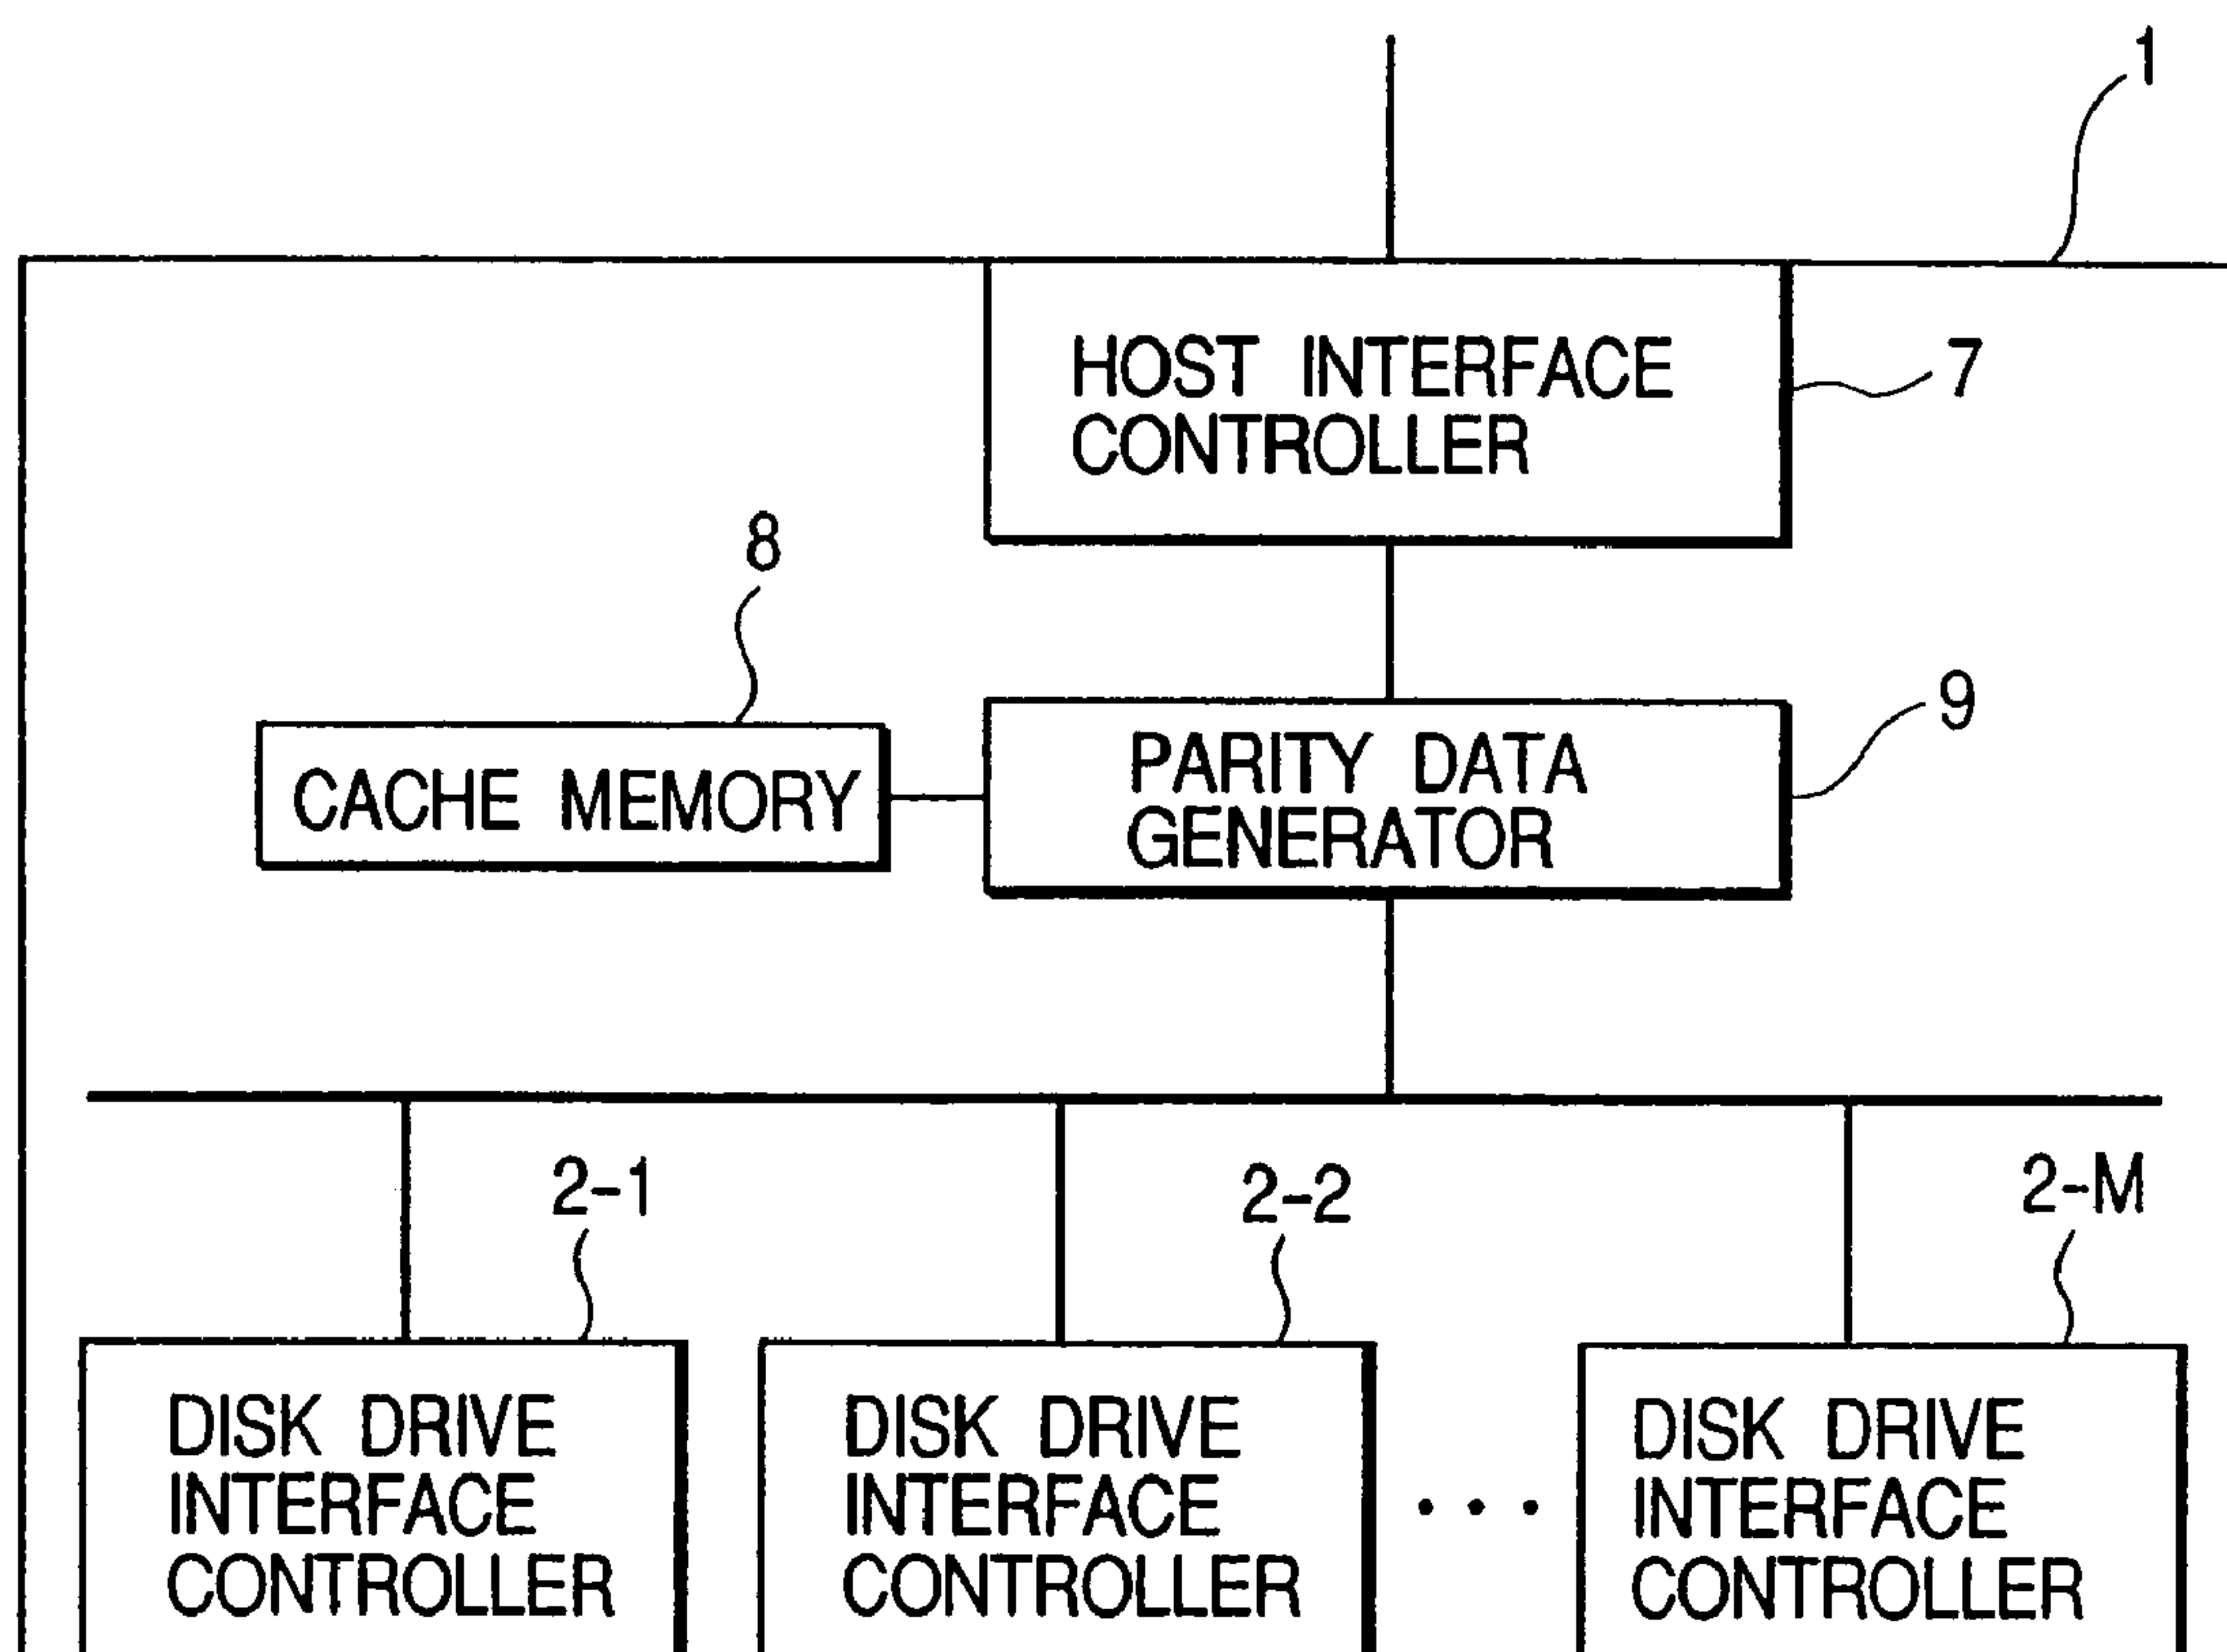 1
HOST INTERFACE
CONTROLLER
7
8
9
CACHE MEMORY
PARITY DATA
GENERATOR
2-1
2-2
2-M
DISK DRIVE
INTERFACE
CONTROLLER
DISK DRIVE
INTERFACE
CONTROLLER
...
DISK DRIVE
INTERFACE
CONTROLLER